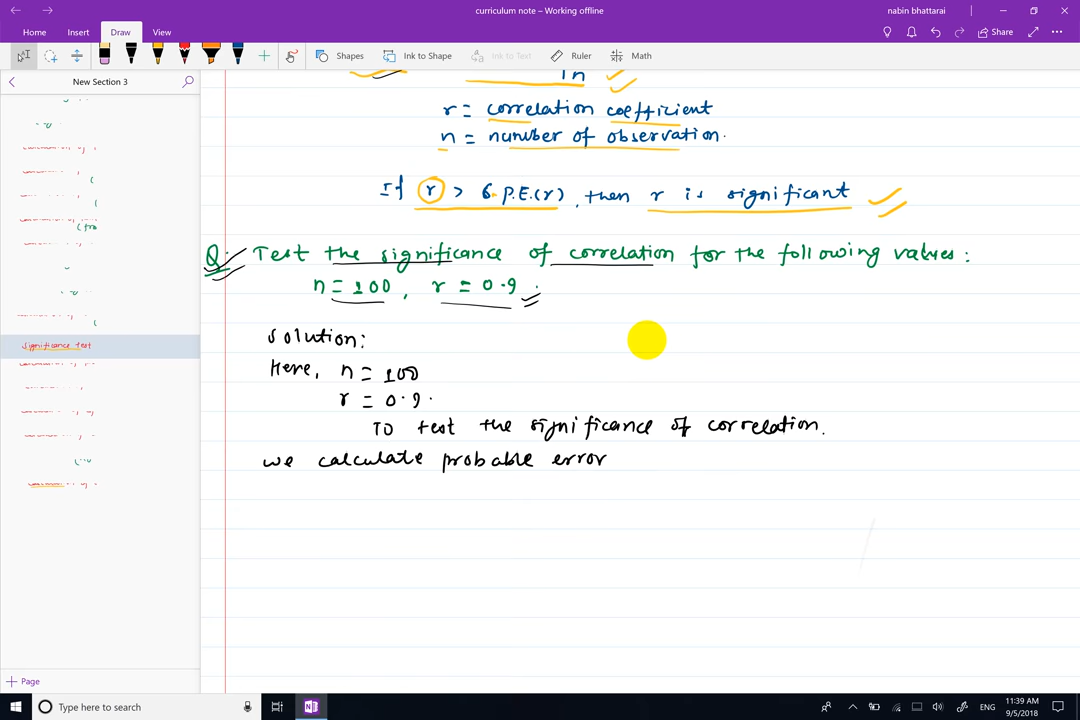 curriculum note – Working offline
nabin bhattarai
Home Insert Draw View
Share
Shapes Ink to Shape Ink to Text Ruler Math
New Section 3
√n
r = correlation coefficient
n = number of observation.
If r > 6.P.E.(r), then r is significant
Q. Test the significance of correlation for the following values:
n = 100, r = 0.9.
Solution:
Here, n = 100
r = 0.9.
To test the significance of correlation.
we calculate probable error
Significance test
Page
Type here to search
ENG
11:39 AM
9/5/2018